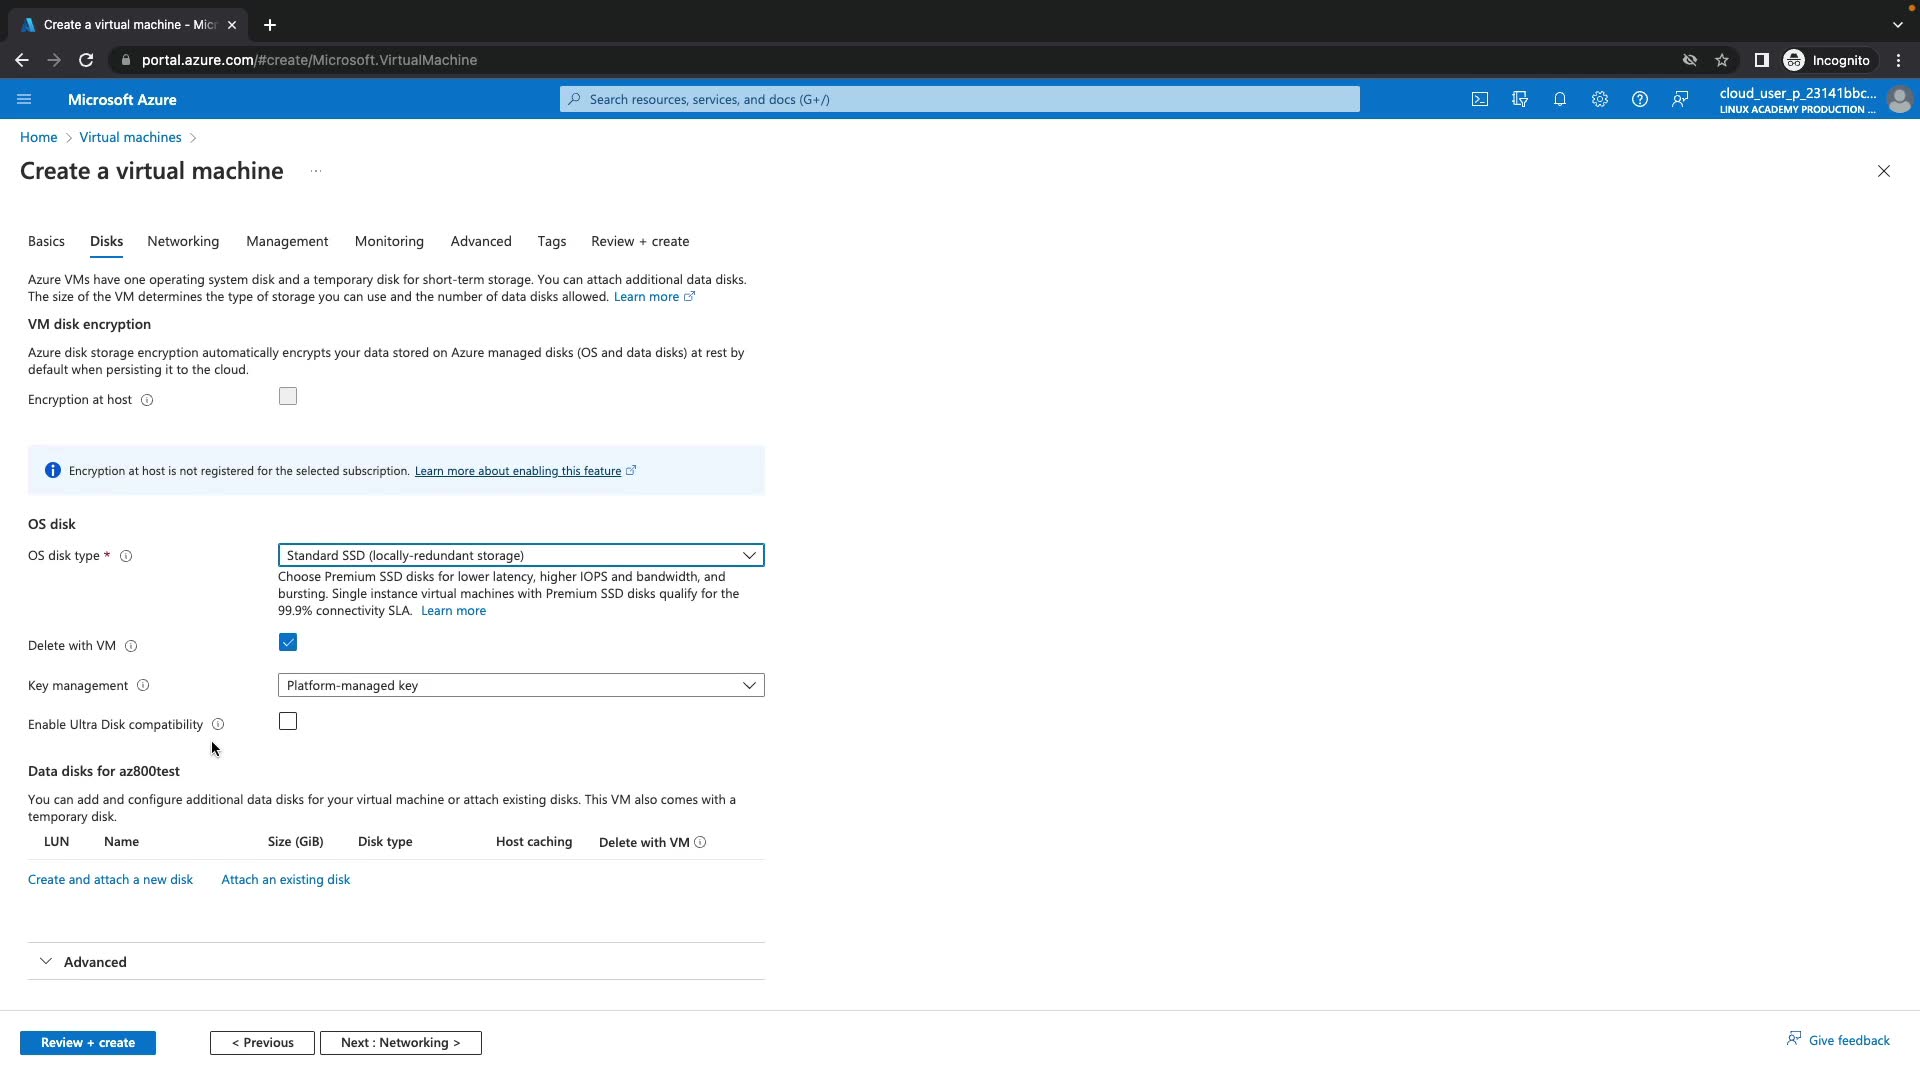 Create a virtual machine - Micr
portal.azure.com/#create/Microsoft.VirtualMachine
Incognito
Microsoft Azure
Search resources, services, and docs (G+/)
cloud_user_p_23141bbc...
LINUX ACADEMY PRODUCTION ...
Home > Virtual machines >
Create a virtual machine ...
Basics Disks Networking Management Monitoring Advanced Tags Review + create
Azure VMs have one operating system disk and a temporary disk for short-term storage. You can attach additional data disks.
The size of the VM determines the type of storage you can use and the number of data disks allowed. Learn more
VM disk encryption
Azure disk storage encryption automatically encrypts your data stored on Azure managed disks (OS and data disks) at rest by
default when persisting it to the cloud.
Encryption at host
Encryption at host is not registered for the selected subscription. Learn more about enabling this feature
OS disk
OS disk type * Standard SSD (locally-redundant storage)
Choose Premium SSD disks for lower latency, higher IOPS and bandwidth, and
bursting. Single instance virtual machines with Premium SSD disks qualify for the
99.9% connectivity SLA. Learn more
Delete with VM
Key management Platform-managed key
Enable Ultra Disk compatibility
Data disks for az800test
You can add and configure additional data disks for your virtual machine or attach existing disks. This VM also comes with a
temporary disk.
LUN Name Size (GiB) Disk type Host caching Delete with VM
Create and attach a new disk Attach an existing disk
Advanced
Review + create < Previous Next : Networking > Give feedback